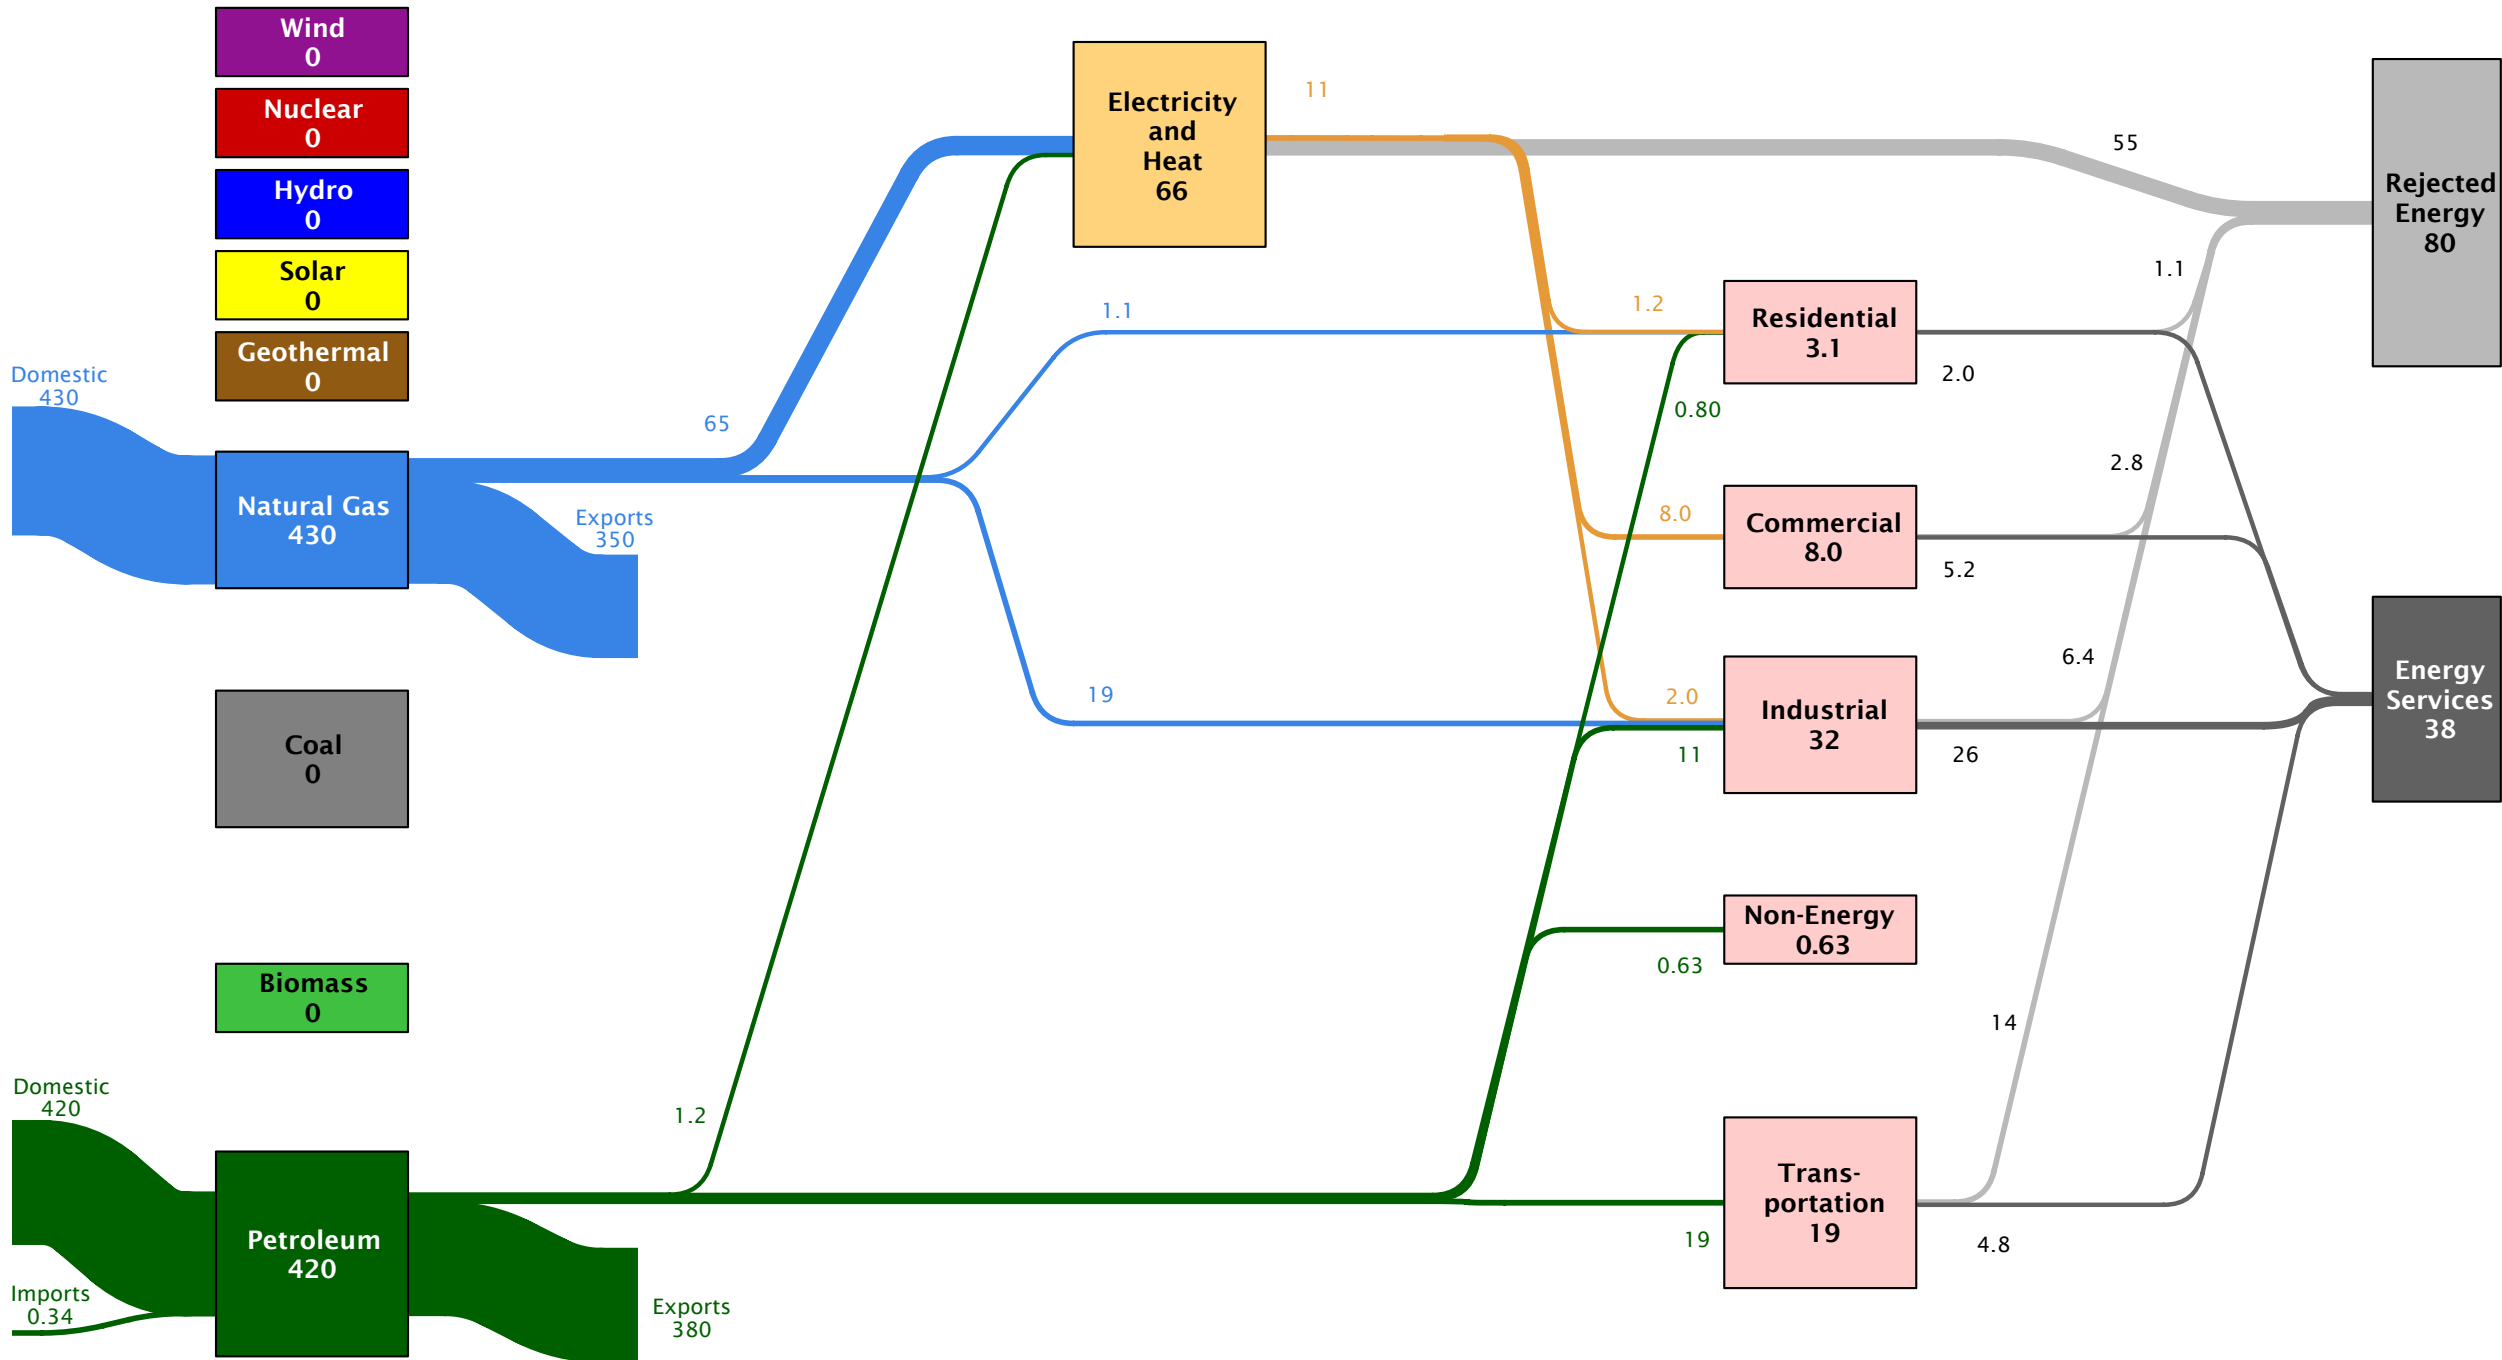 Wind
0
Nuclear
0
Hydro
0
Solar
0
Geothermal
0
Domestic
430
Natural Gas
430
Exports
350
Coal
0
Biomass
0
Domestic
420
Imports
0.34
Petroleum
420
Exports
380
65
1.1
19
1.2
Electricity
and
Heat
66
11
1.2
0.80
8.0
2.0
11
0.63
19
Residential
3.1
Commercial
8.0
Industrial
32
Non-Energy
0.63
Trans-
portation
19
55
1.1
2.0
2.8
5.2
6.4
26
14
4.8
Rejected
Energy
80
Energy
Services
38